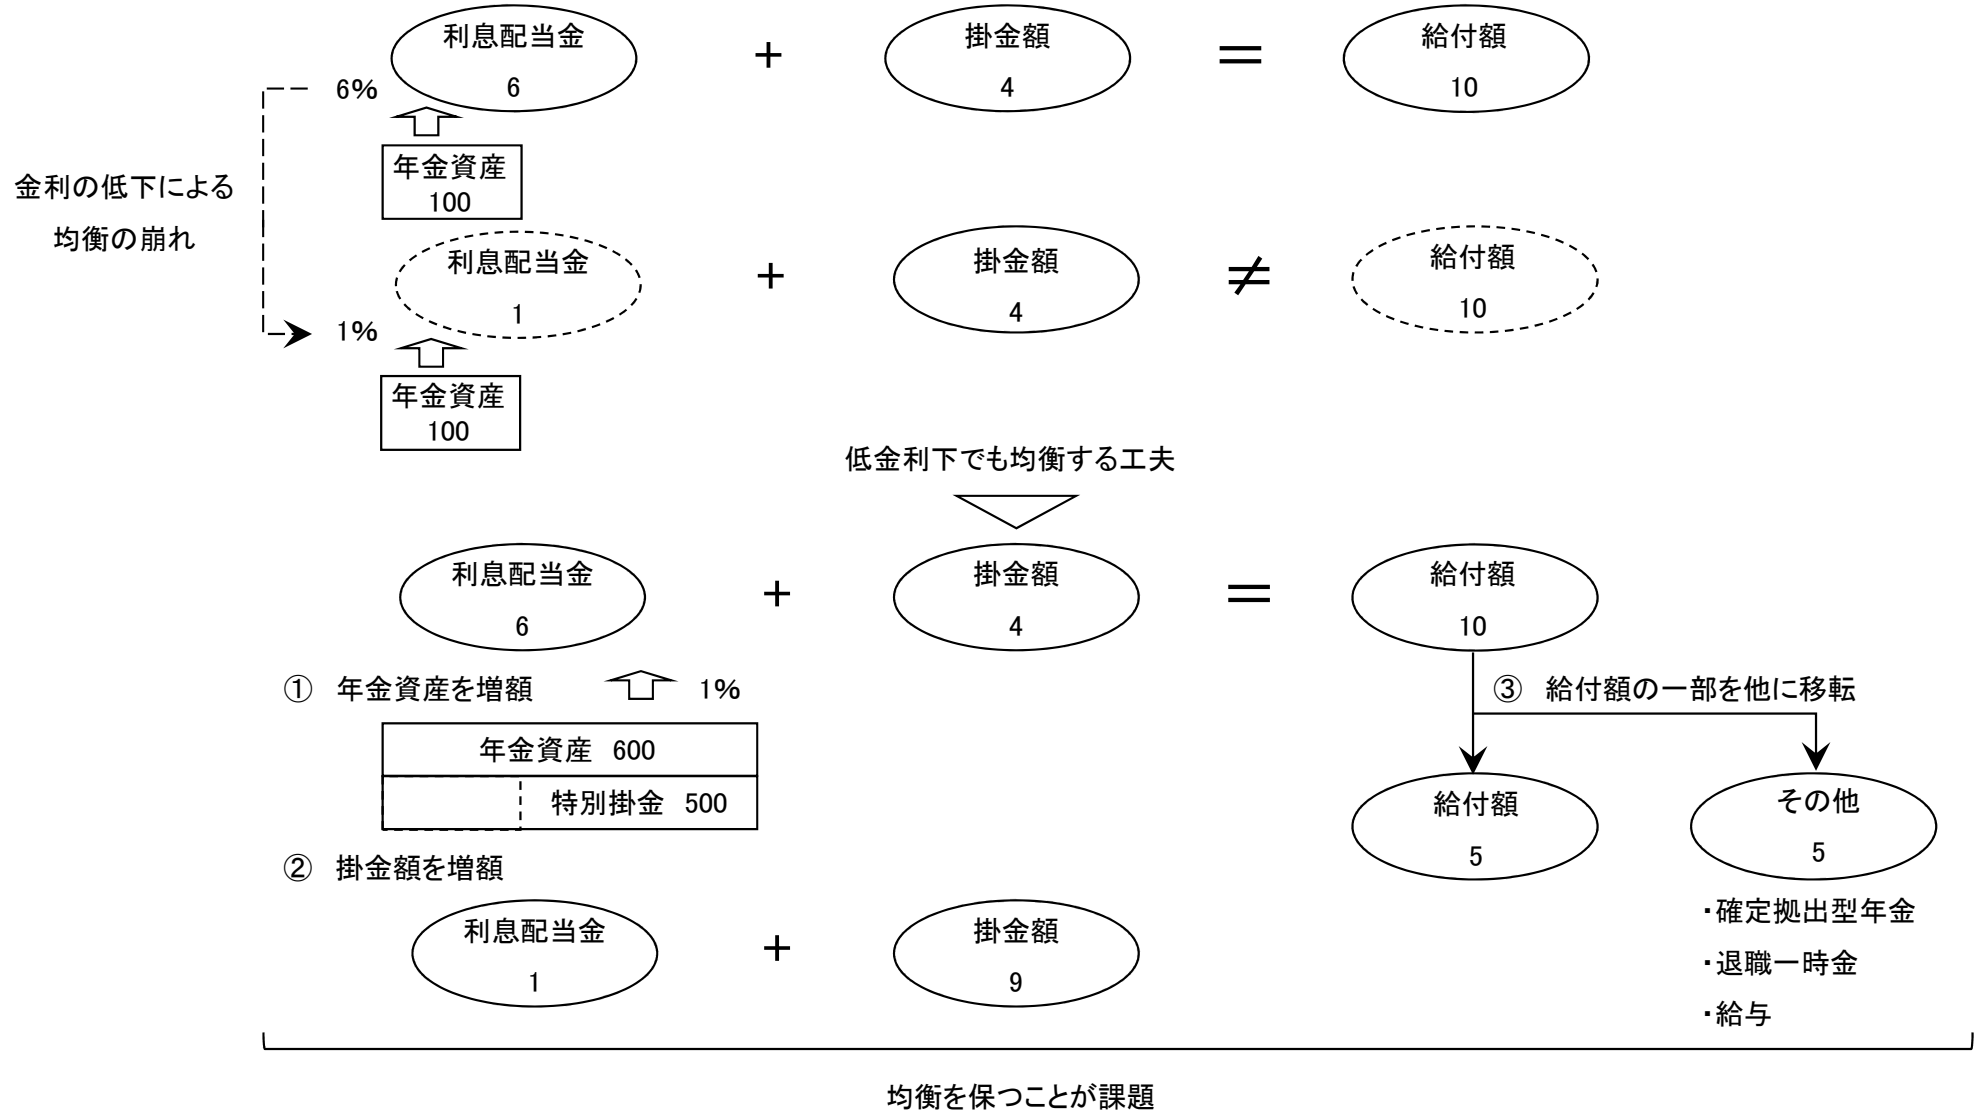 利息配当金 + 掛金額 = 給付額
6 4 10
6%
年金資産
100
金利の低下による
均衡の崩れ
利息配当金 + 掛金額 ≠ 給付額
1 4 10
1%
年金資産
100
低金利下でも均衡する工夫
利息配当金 + 掛金額 = 給付額
6 4 10
① 年金資産を増額 1%
③ 給付額の一部を他に移転
年金資産 600
特別掛金 500
給付額 その他
5 5
② 掛金額を増額
利息配当金 + 掛金額
1 9
・確定拠出型年金
・退職一時金
・給与
均衡を保つことが課題